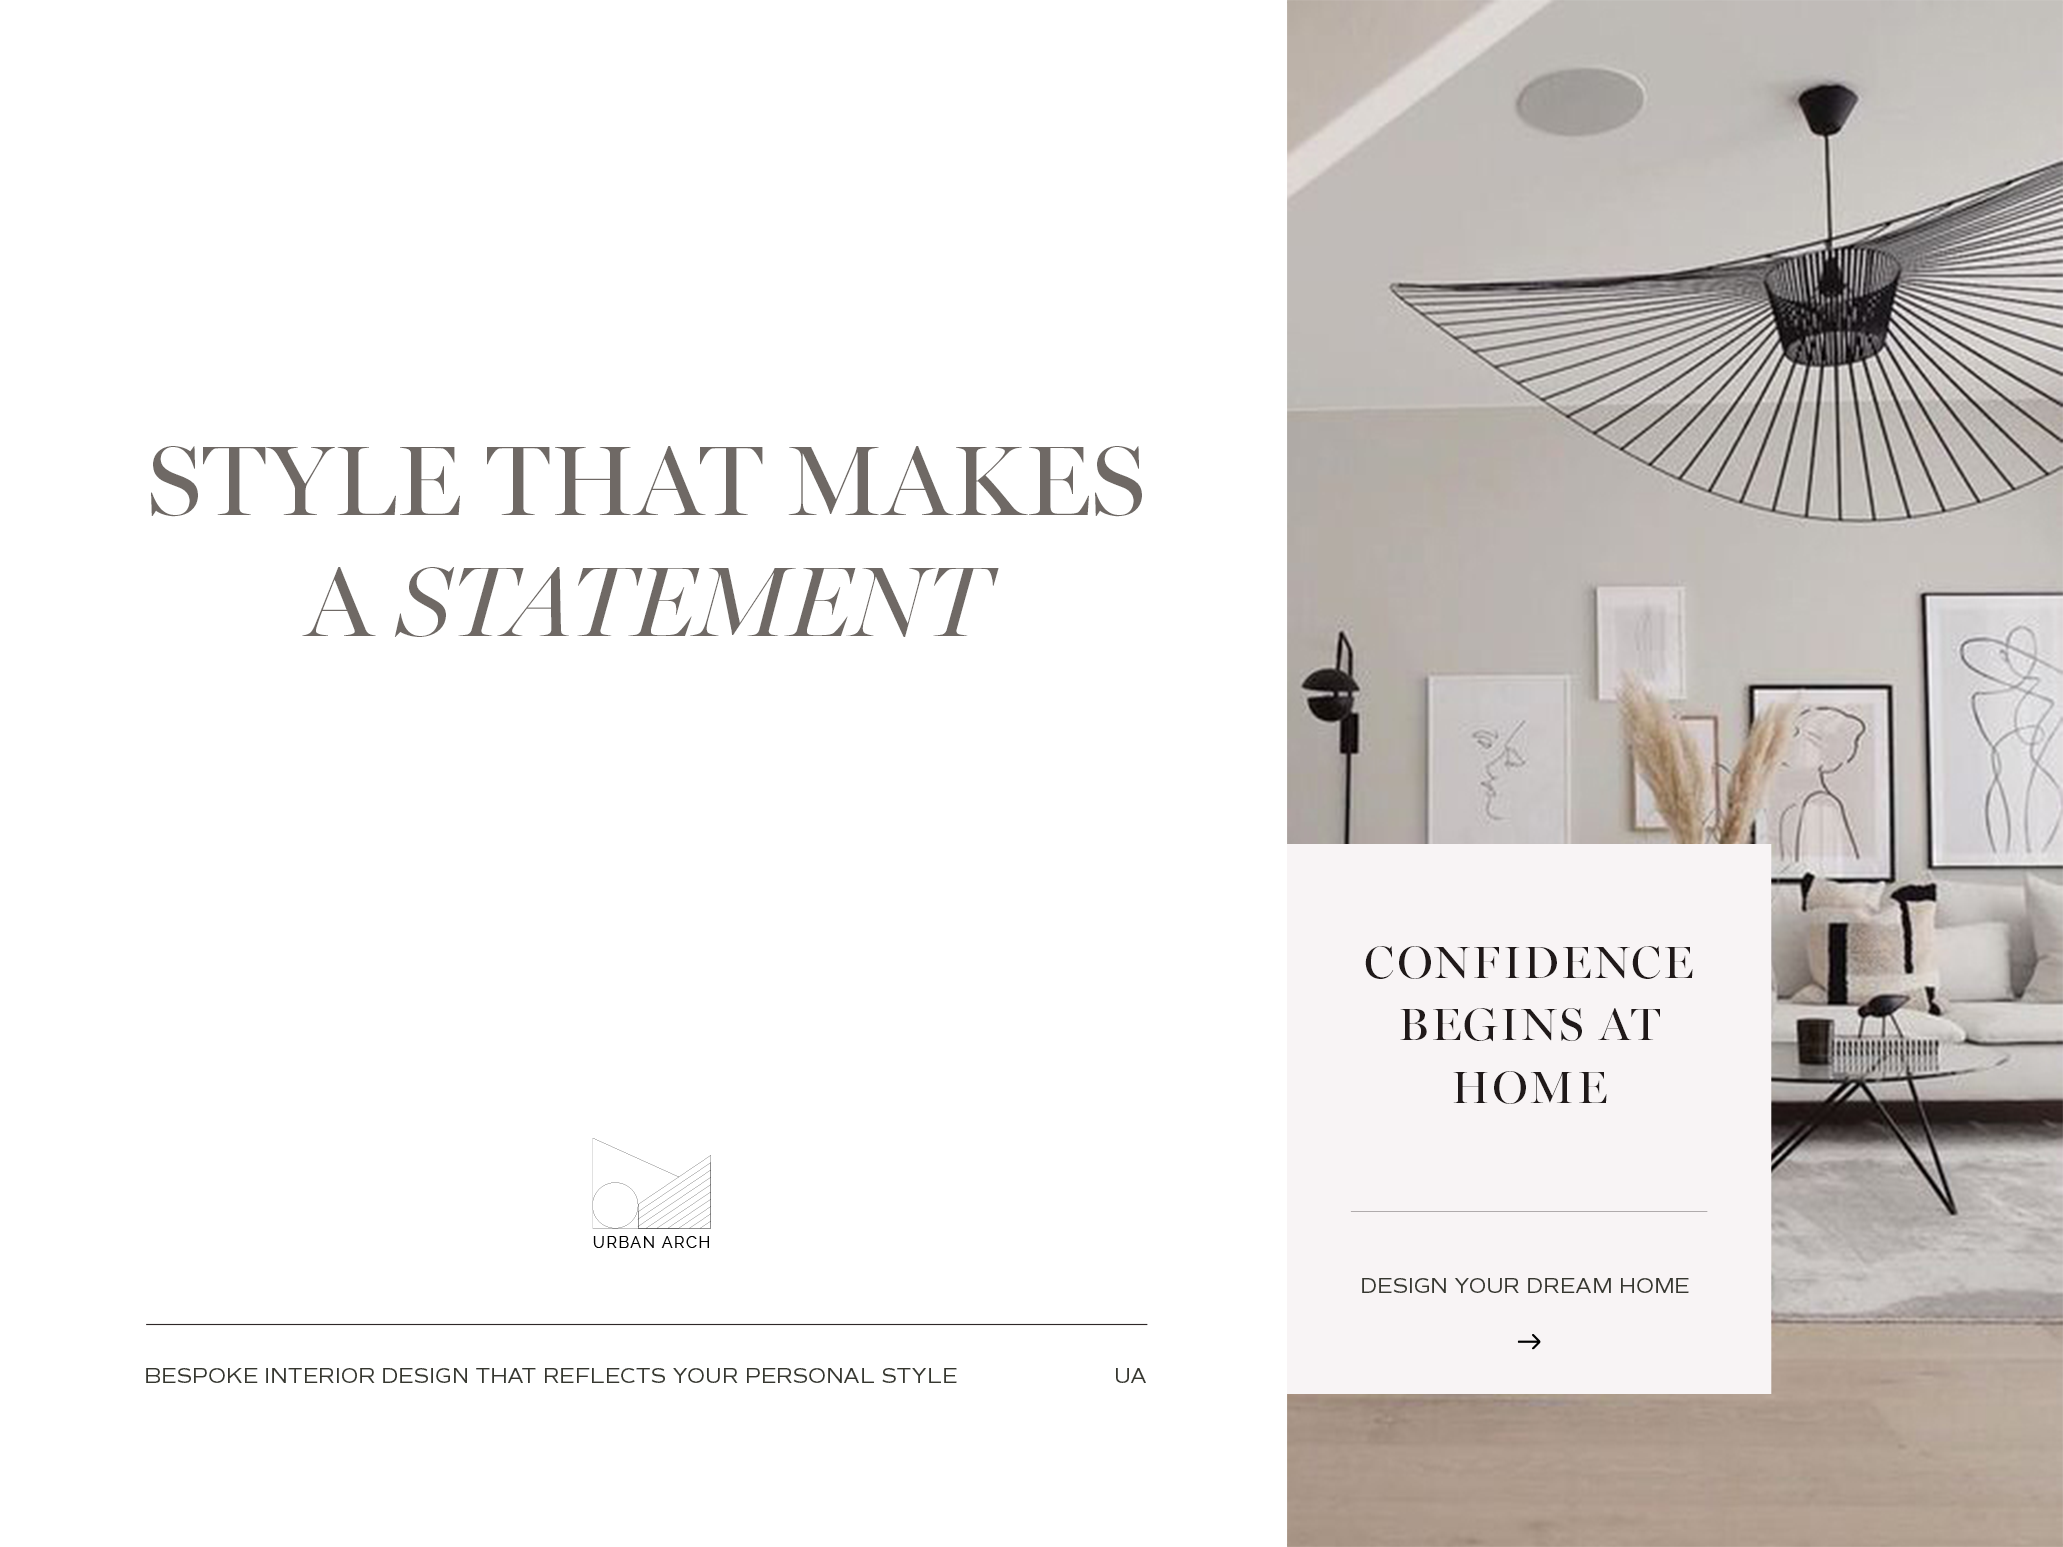 STYLE THAT MAKES
A STATEMENT
URBAN ARCH
BESPOKE INTERIOR DESIGN THAT REFLECTS YOUR PERSONAL STYLE
UA
CONFIDENCE
BEGINS AT
HOME
DESIGN YOUR DREAM HOME
→